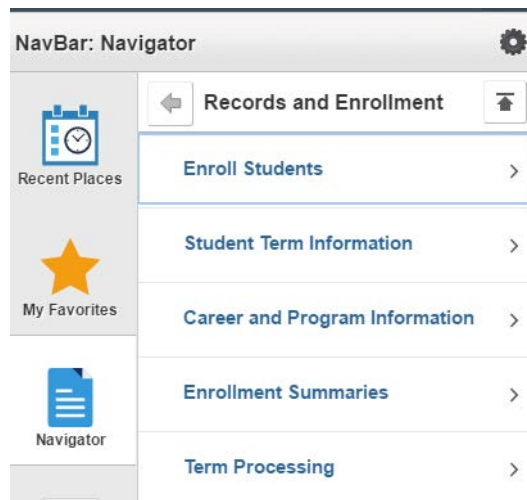 NavBar: Navigator
Records and Enrollment
Recent Places
Enroll Students
Student Term Information
My Favorites
Career and Program Information
Enrollment Summaries
Navigator
Term Processing